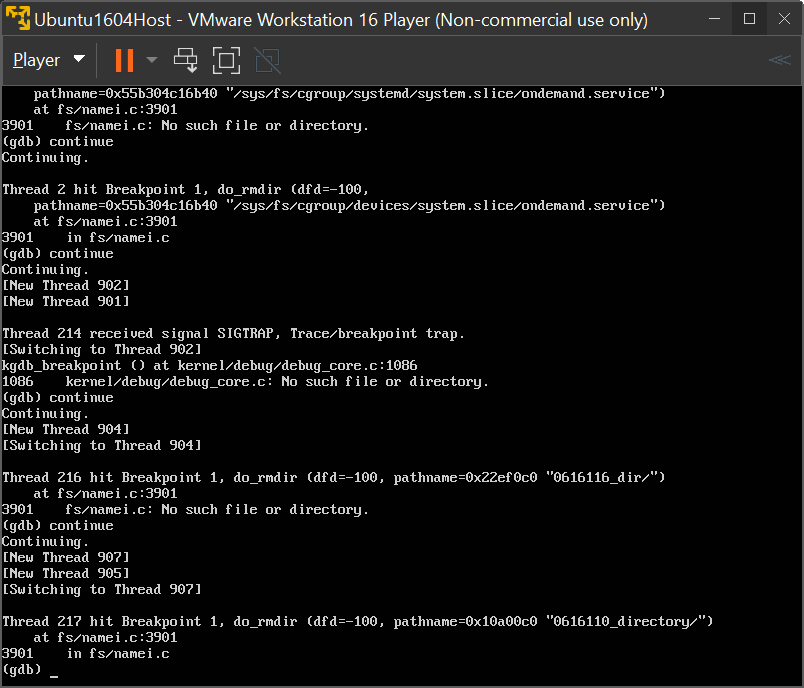 Ubuntu1604Host - VMware Workstation 16 Player (Non-commercial use only)
Player
pathname=0x55b304c16b40 "/sys/fs/cgroup/systemd/system.slice/ondemand.service")
at fs/namei.c:3901
3901 fs/namei.c: No such file or directory.
(gdb) continue
Continuing.
Thread 2 hit Breakpoint 1, do_rmdir (dfd=-100,
pathname=0x55b304c16b40 "/sys/fs/cgroup/devices/system.slice/ondemand.service")
at fs/namei.c:3901
3901 in fs/namei.c
(gdb) continue
Continuing.
[New Thread 902]
[New Thread 901]
Thread 214 received signal SIGTRAP, Trace/breakpoint trap.
[Switching to Thread 902]
kgdb_breakpoint () at kernel/debug/debug_core.c:1086
1086 kernel/debug/debug_core.c: No such file or directory.
(gdb) continue
Continuing.
[New Thread 904]
[Switching to Thread 904]
Thread 216 hit Breakpoint 1, do_rmdir (dfd=-100, pathname=0x22ef0c0 "0616116_dir/")
at fs/namei.c:3901
3901 fs/namei.c: No such file or directory.
(gdb) continue
Continuing.
[New Thread 907]
[New Thread 905]
[Switching to Thread 907]
Thread 217 hit Breakpoint 1, do_rmdir (dfd=-100, pathname=0x10a00c0 "0616110_directory/")
at fs/namei.c:3901
3901 in fs/namei.c
(gdb) _